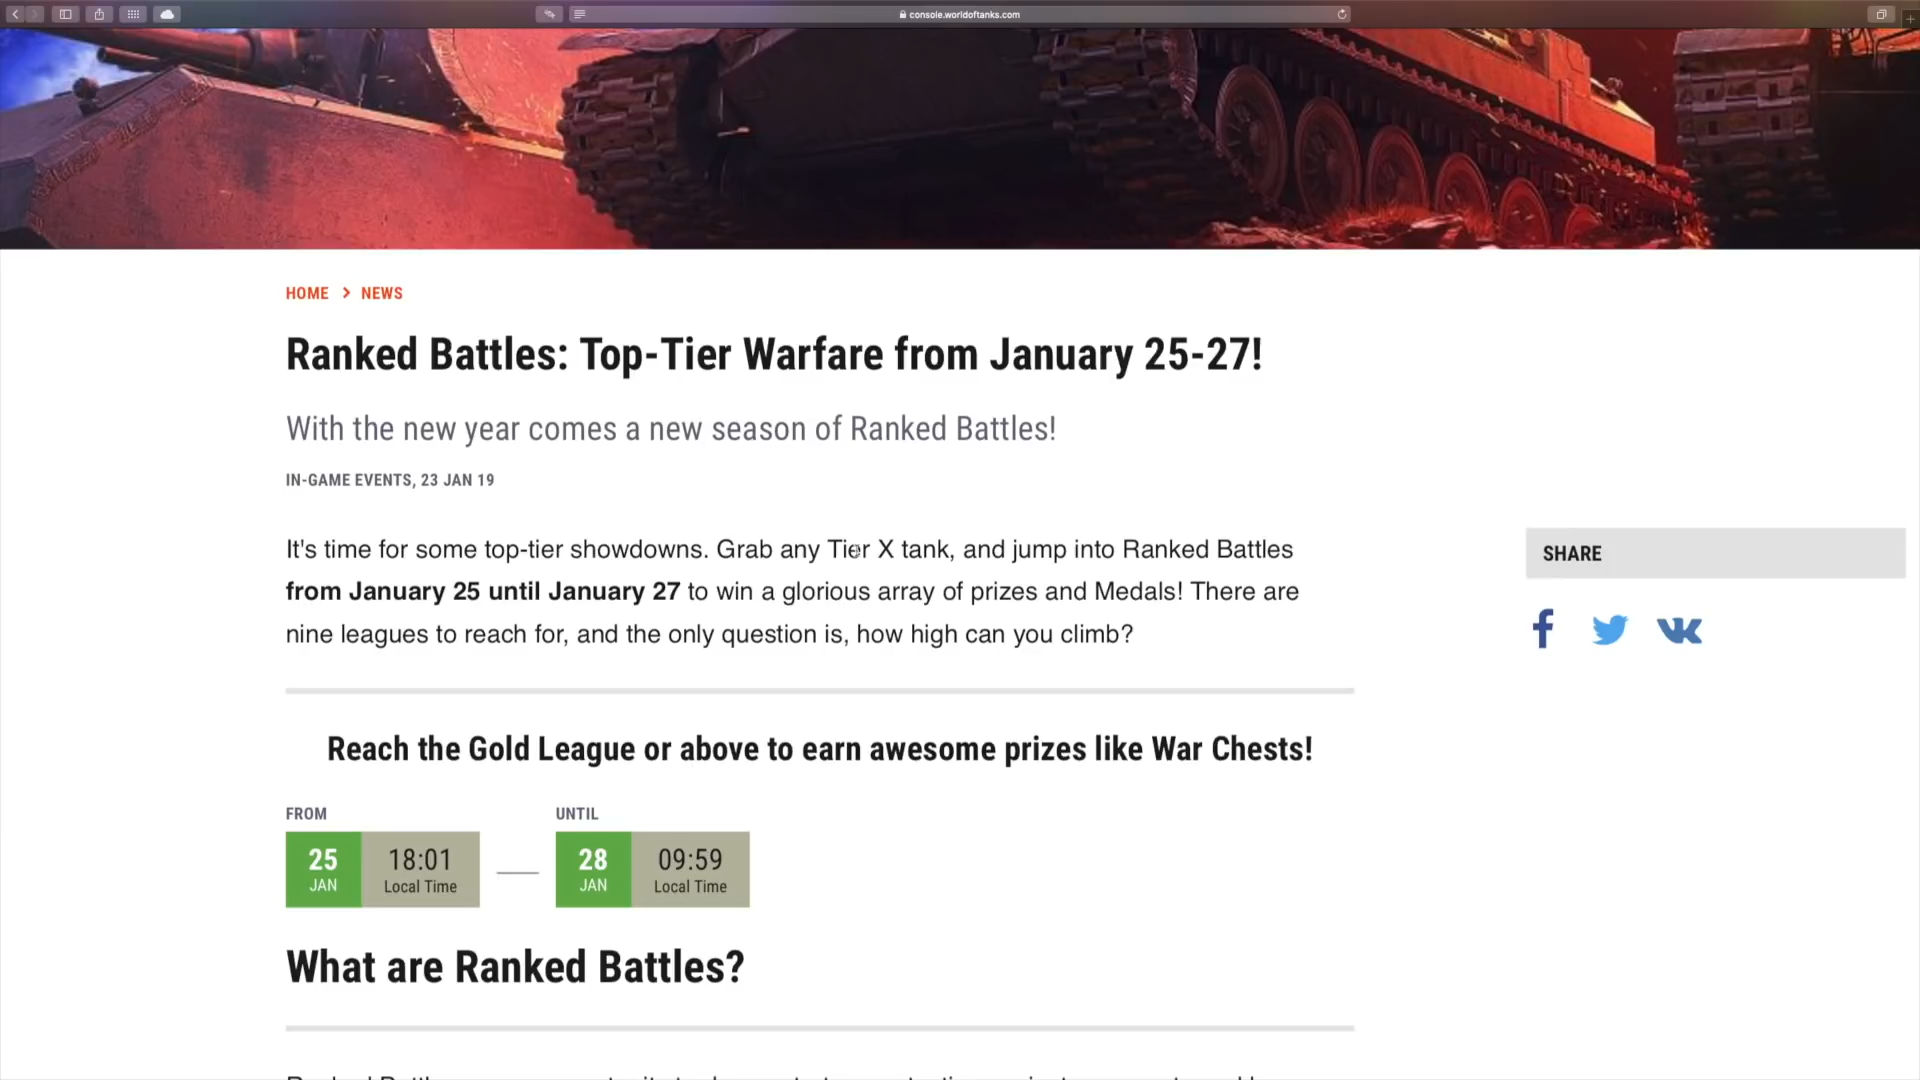 console.worldoftanks.com
HOME > NEWS
Ranked Battles: Top-Tier Warfare from January 25-27!
With the new year comes a new season of Ranked Battles!
IN-GAME EVENTS, 23 JAN 19
It's time for some top-tier showdowns. Grab any Tier X tank, and jump into Ranked Battles
from January 25 until January 27 to win a glorious array of prizes and Medals! There are
nine leagues to reach for, and the only question is, how high can you climb?
SHARE
Reach the Gold League or above to earn awesome prizes like War Chests!
FROM
UNTIL
25
JAN
18:01
Local Time
28
JAN
09:59
Local Time
What are Ranked Battles?